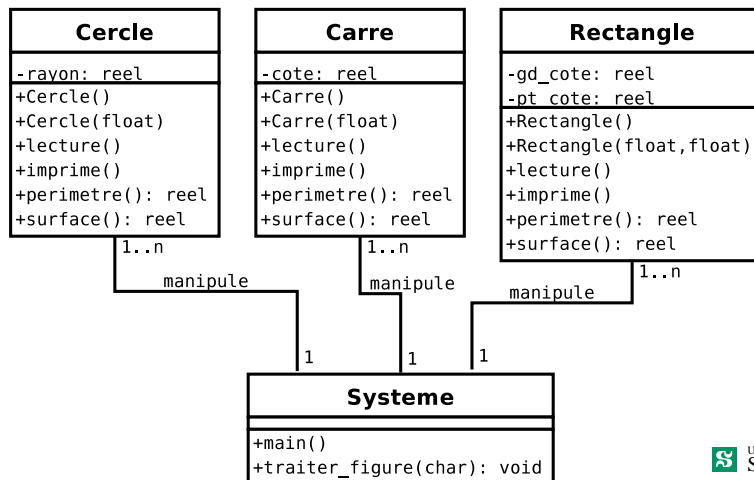 Cercle
-rayon: reel
+Cercle()
+Cercle(float)
+lecture()
+imprime()
+perimetre(): reel
+surface(): reel
Carre
-cote: reel
+Carre()
+Carre(float)
+lecture()
+imprime()
+perimetre(): reel
+surface(): reel
Rectangle
-gd_cote: reel
-pt_cote: reel
+Rectangle()
+Rectangle(float,float)
+lecture()
+imprime()
+perimetre(): reel
+surface(): reel
1..n
1..n
1..n
manipule
manipule
manipule
1
1
1
Systeme
+main()
+traiter_figure(char): void